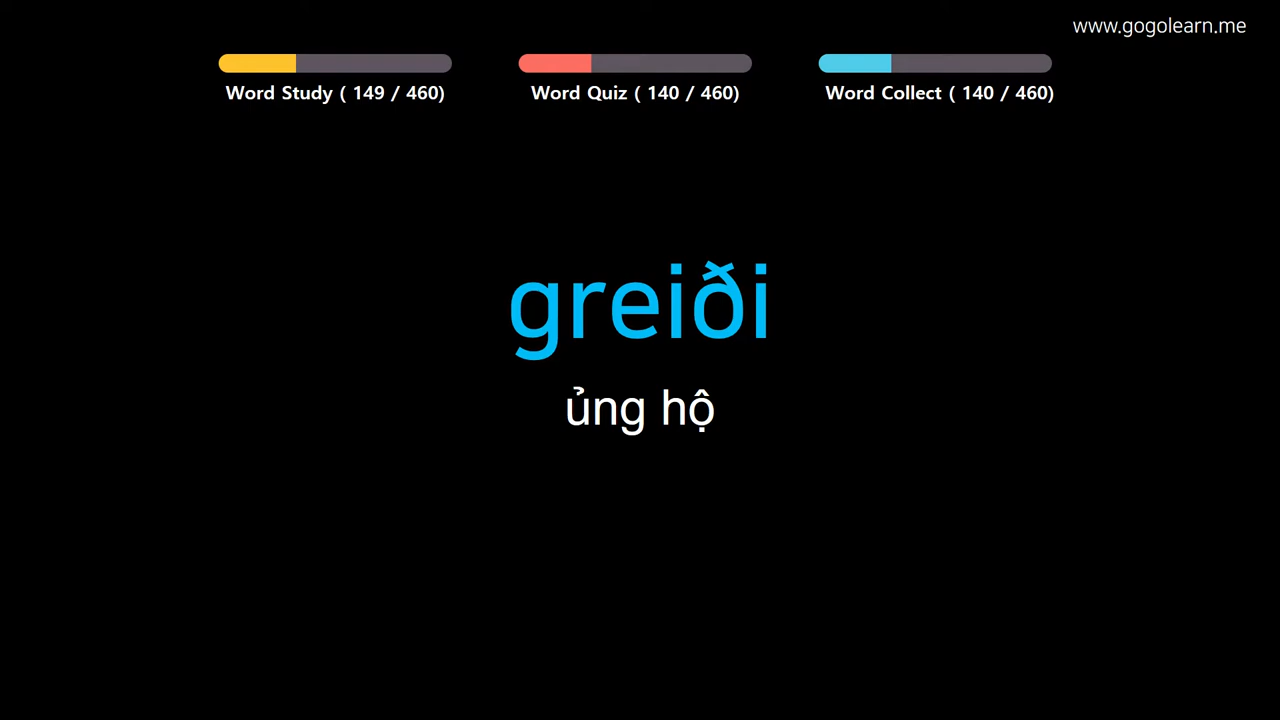 www.gogolearn.me
Word Study ( 149 / 460)
Word Quiz ( 140 / 460)
Word Collect ( 140 / 460)
greiði
ủng hộ